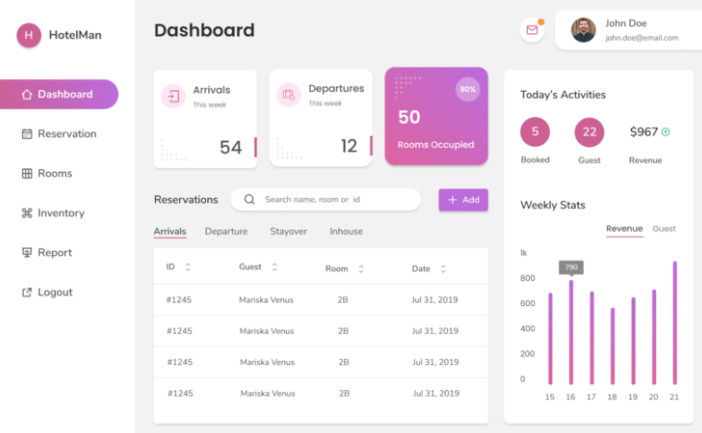 H HotelMan
Dashboard
Reservation
Rooms
Inventory
Report
Logout
Dashboard
John Doe
john.doe@email.com
Arrivals
This week
54
Departures
This week
12
80%
50
Rooms Occupied
Reservations
Search name, room or id
+ Add
Arrivals Departure Stayover Inhouse
ID Guest Room Date
#1245 Mariska Venus 2B Jul 31, 2019
#1245 Mariska Venus 2B Jul 31, 2019
#1245 Mariska Venus 2B Jul 31, 2019
#1245 Mariska Venus 2B Jul 31, 2019
Today's Activities
5 22 $967
Booked Guest Revenue
Weekly Stats
Revenue Guest
1k
790
800
600
400
200
0
15 16 17 18 19 20 21